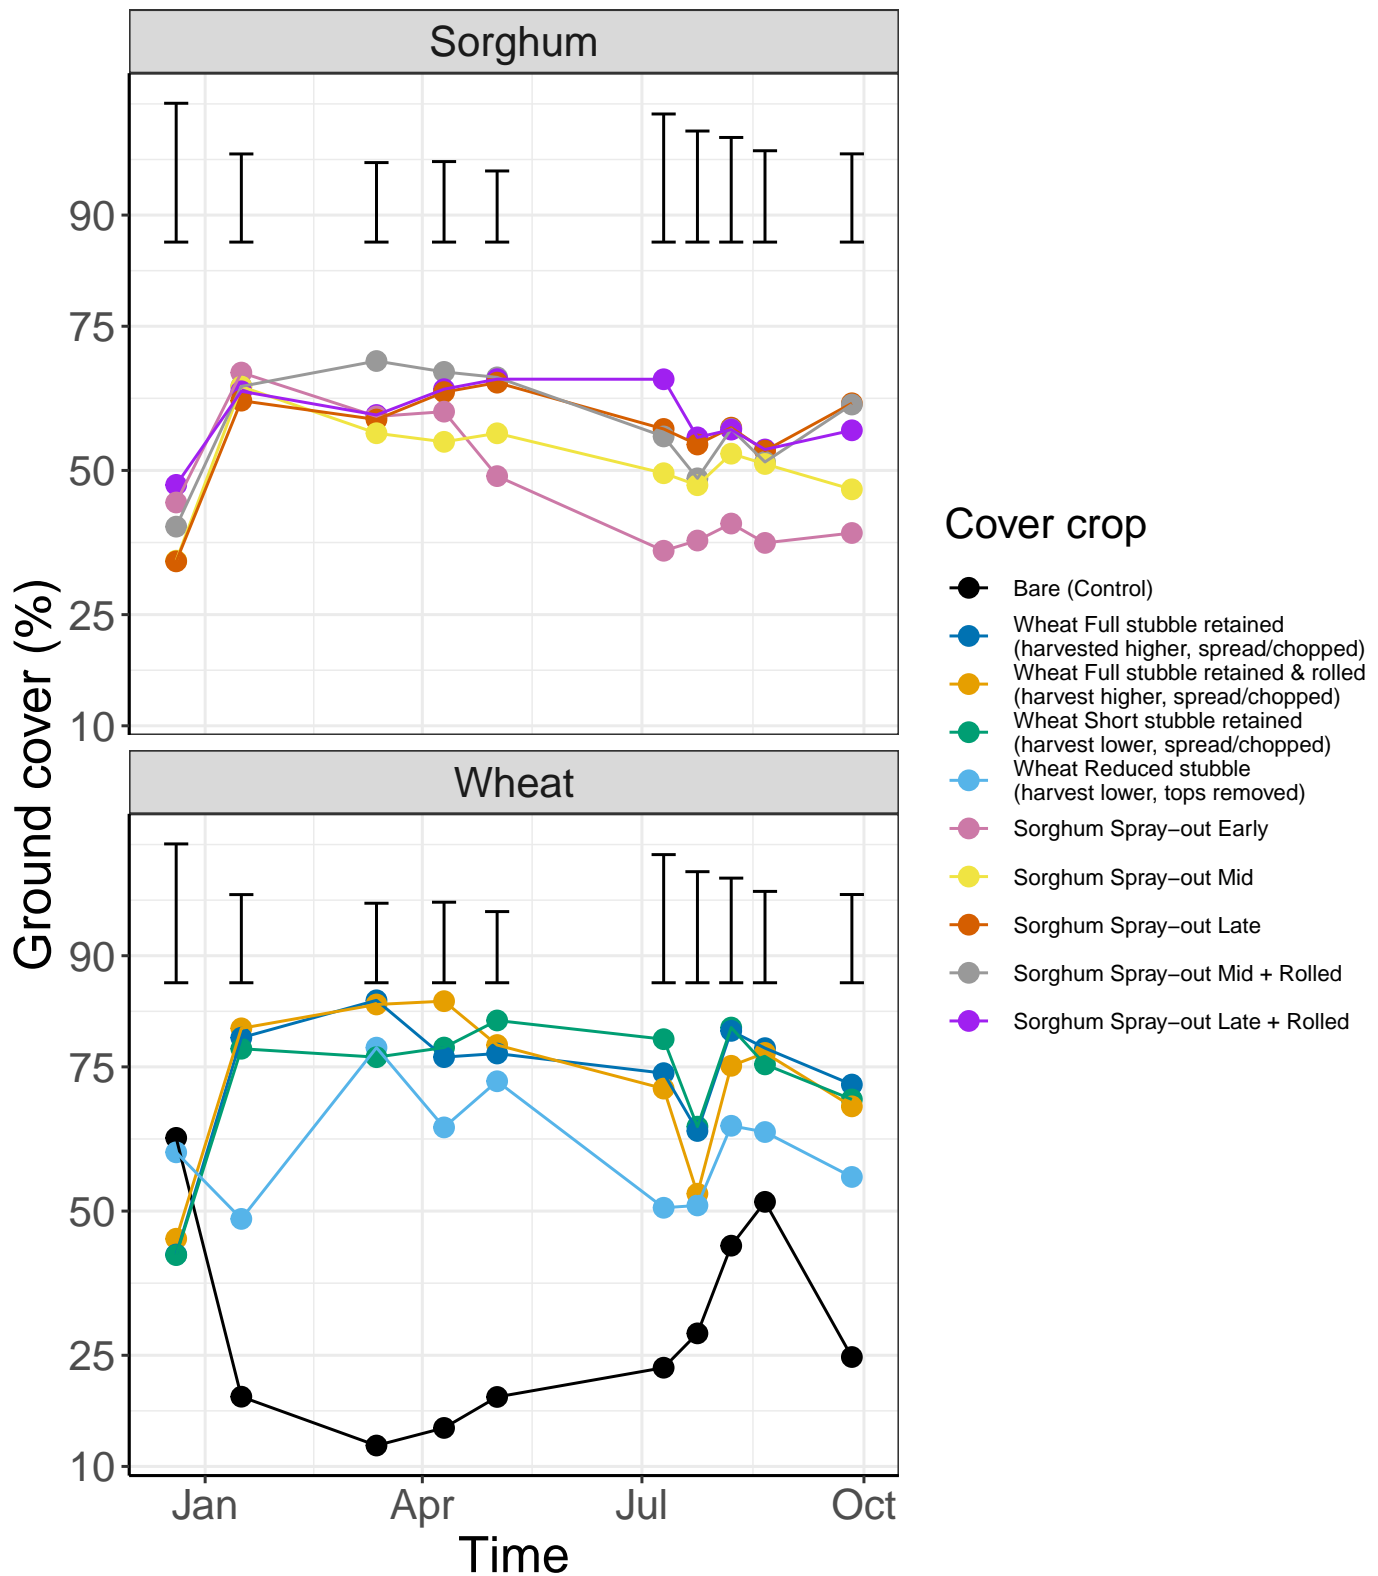 Sorghum
90
75
50
25
10
Wheat
90
75
50
25
10
Jan
Apr
Jul
Oct
Time
Ground cover (%)
Cover crop
Bare (Control)
Wheat Full stubble retained
(harvested higher, spread/chopped)
Wheat Full stubble retained & rolled
(harvest higher, spread/chopped)
Wheat Short stubble retained
(harvest lower, spread/chopped)
Wheat Reduced stubble
(harvest lower, tops removed)
Sorghum Spray−out Early
Sorghum Spray−out Mid
Sorghum Spray−out Late
Sorghum Spray−out Mid + Rolled
Sorghum Spray−out Late + Rolled